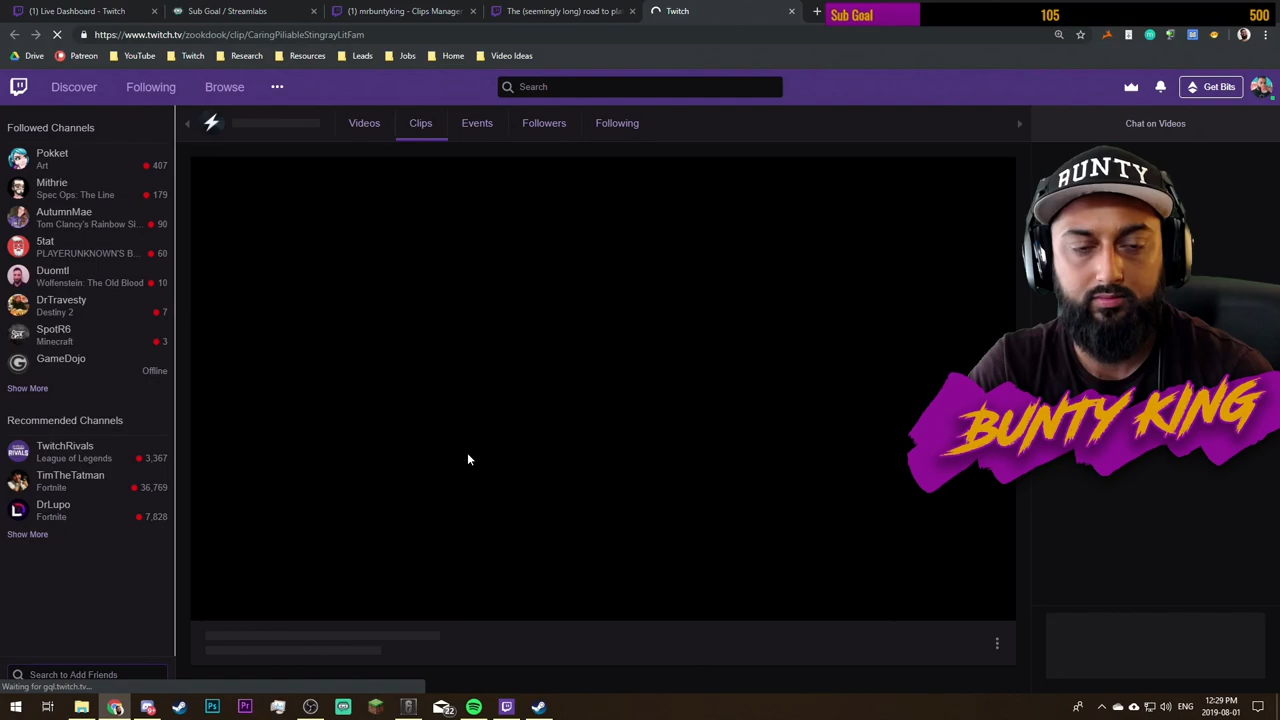 (1) Live Dashboard - Twitch
Sub Goal / Streamlabs
(1) mrbuntyking - Clips Manager
The (seemingly long) road to pla
Twitch
Sub Goal
105
500
https://www.twitch.tv/zookdook/clip/CaringPiliableStingrayLitFam
Drive
Patreon
YouTube
Twitch
Research
Resources
Leads
Jobs
Home
Video Ideas
Discover
Following
Browse
Search
Get Bits
Followed Channels
Videos
Clips
Events
Followers
Following
Chat on Videos
Pokket
Art
407
Mithrie
Spec Ops: The Line
179
AutumnMae
Tom Clancy's Rainbow Si...
90
5tat
PLAYERUNKNOWN'S B...
60
Duomtl
Wolfenstein: The Old Blood
10
DrTravesty
Destiny 2
7
SpotR6
Minecraft
3
GameDojo
Offline
Show More
Recommended Channels
TwitchRivals
League of Legends
3,367
TimTheTatman
Fortnite
36,769
DrLupo
Fortnite
7,828
Show More
Search to Add Friends
Waiting for gql.twitch.tv...
BUNTY
BUNTY KING
22
ENG
12:29 PM
2019-08-01